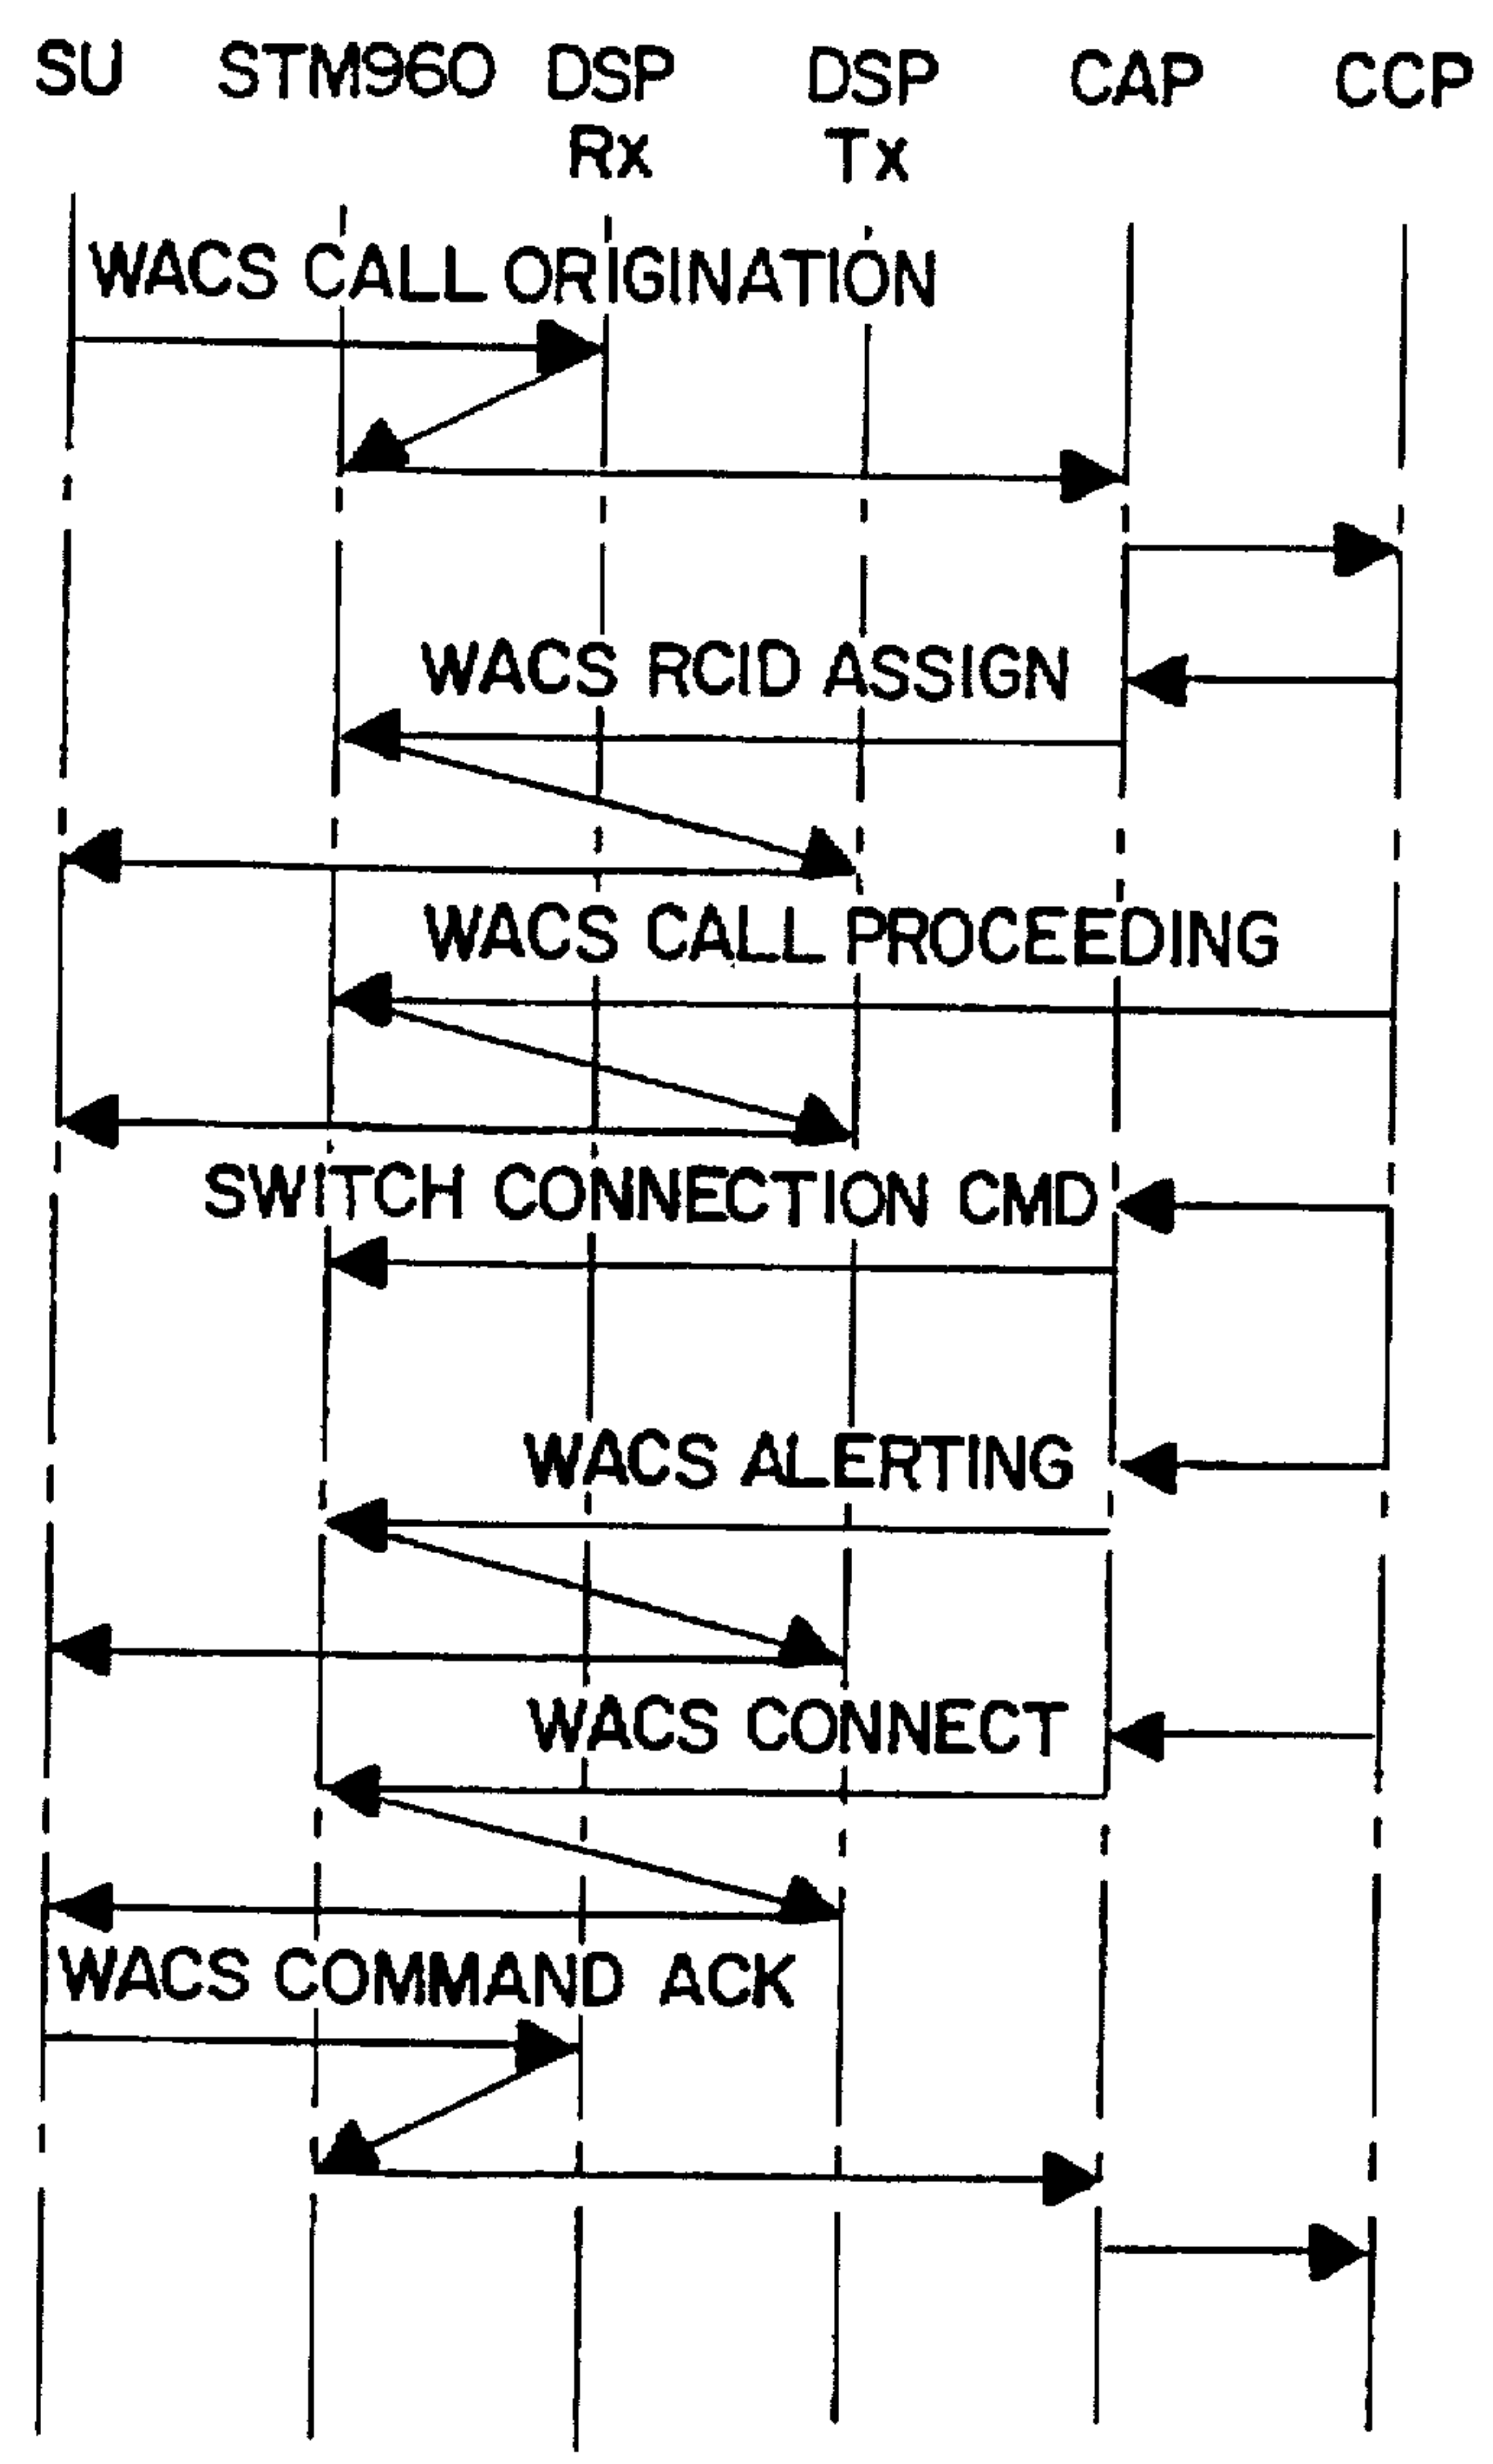 SU STM960 DSP DSP CAP CCP
Rx Tx
WACS CALL ORIGINATION
WACS RCID ASSIGN
WACS CALL PROCEEDING
SWITCH CONNECTION CMD
WACS ALERTING
WACS CONNECT
WACS COMMAND ACK